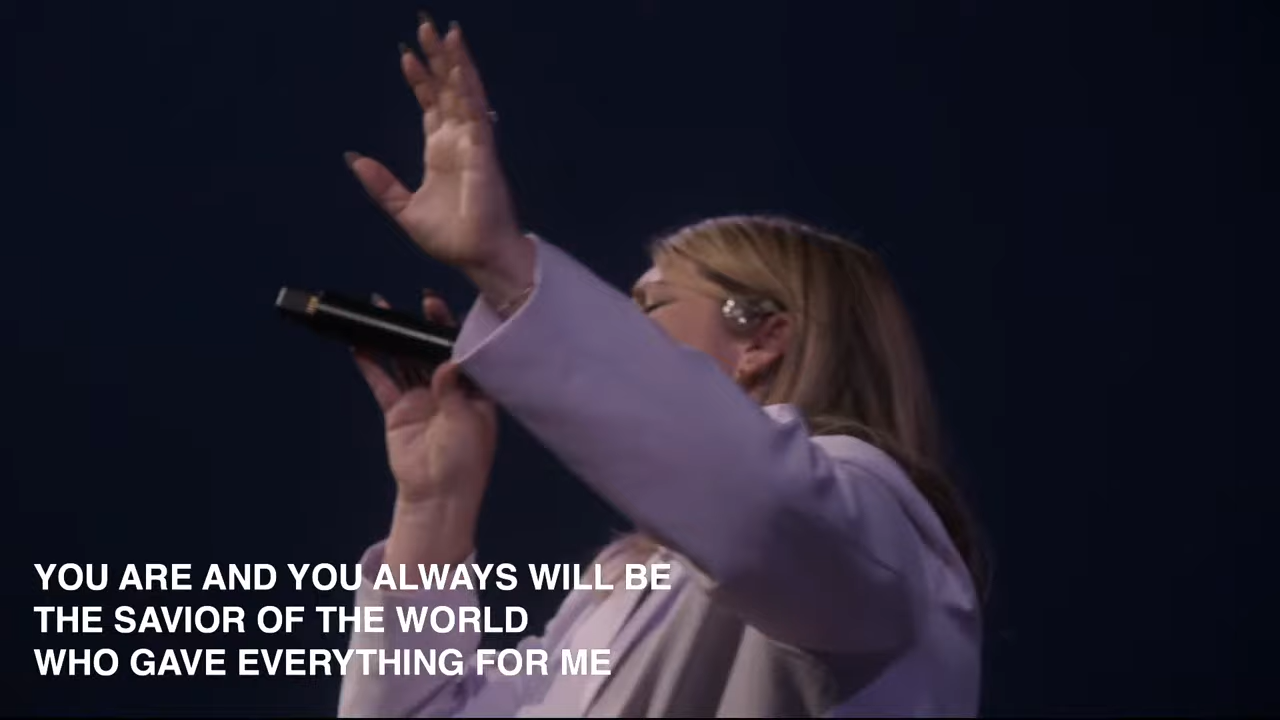 YOU ARE AND YOU ALWAYS WILL BE
THE SAVIOR OF THE WORLD
WHO GAVE EVERYTHING FOR ME